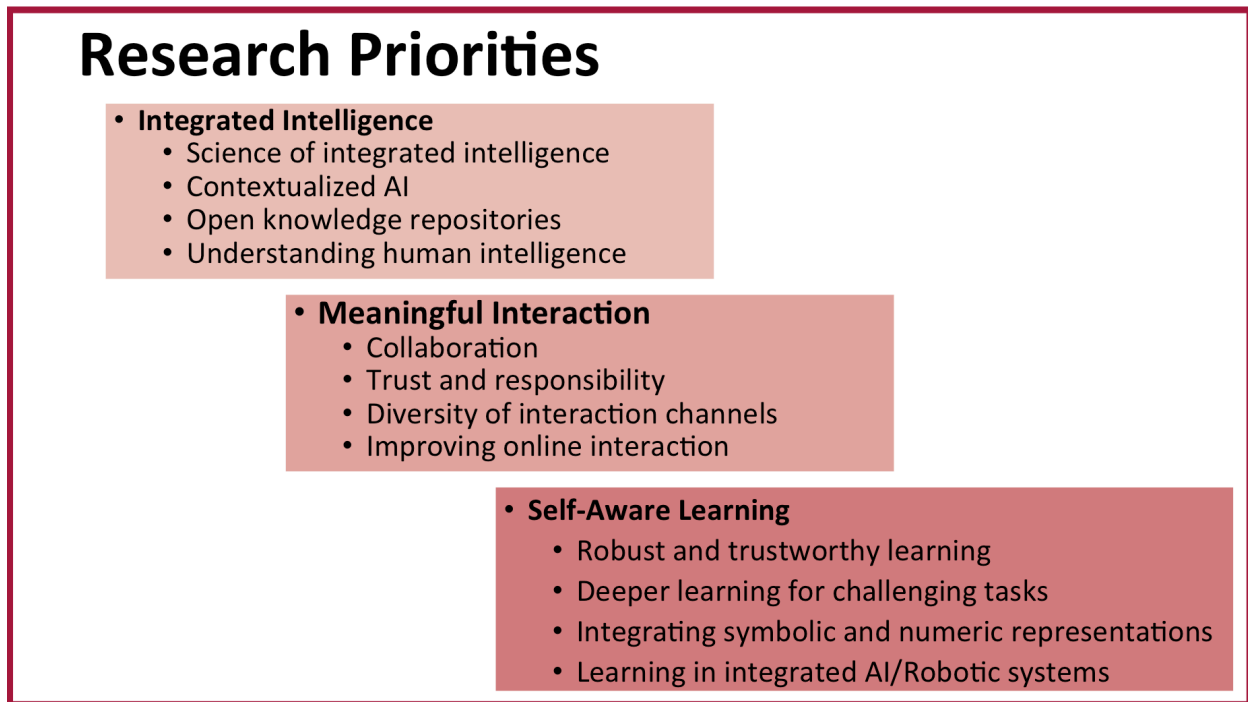 Research Priorities
• Integrated Intelligence
• Science of integrated intelligence
• Contextualized AI
• Open knowledge repositories
• Understanding human intelligence
• Meaningful Interaction
• Collaboration
• Trust and responsibility
• Diversity of interaction channels
• Improving online interaction
• Self-Aware Learning
• Robust and trustworthy learning
• Deeper learning for challenging tasks
• Integrating symbolic and numeric representations
• Learning in integrated AI/Robotic systems